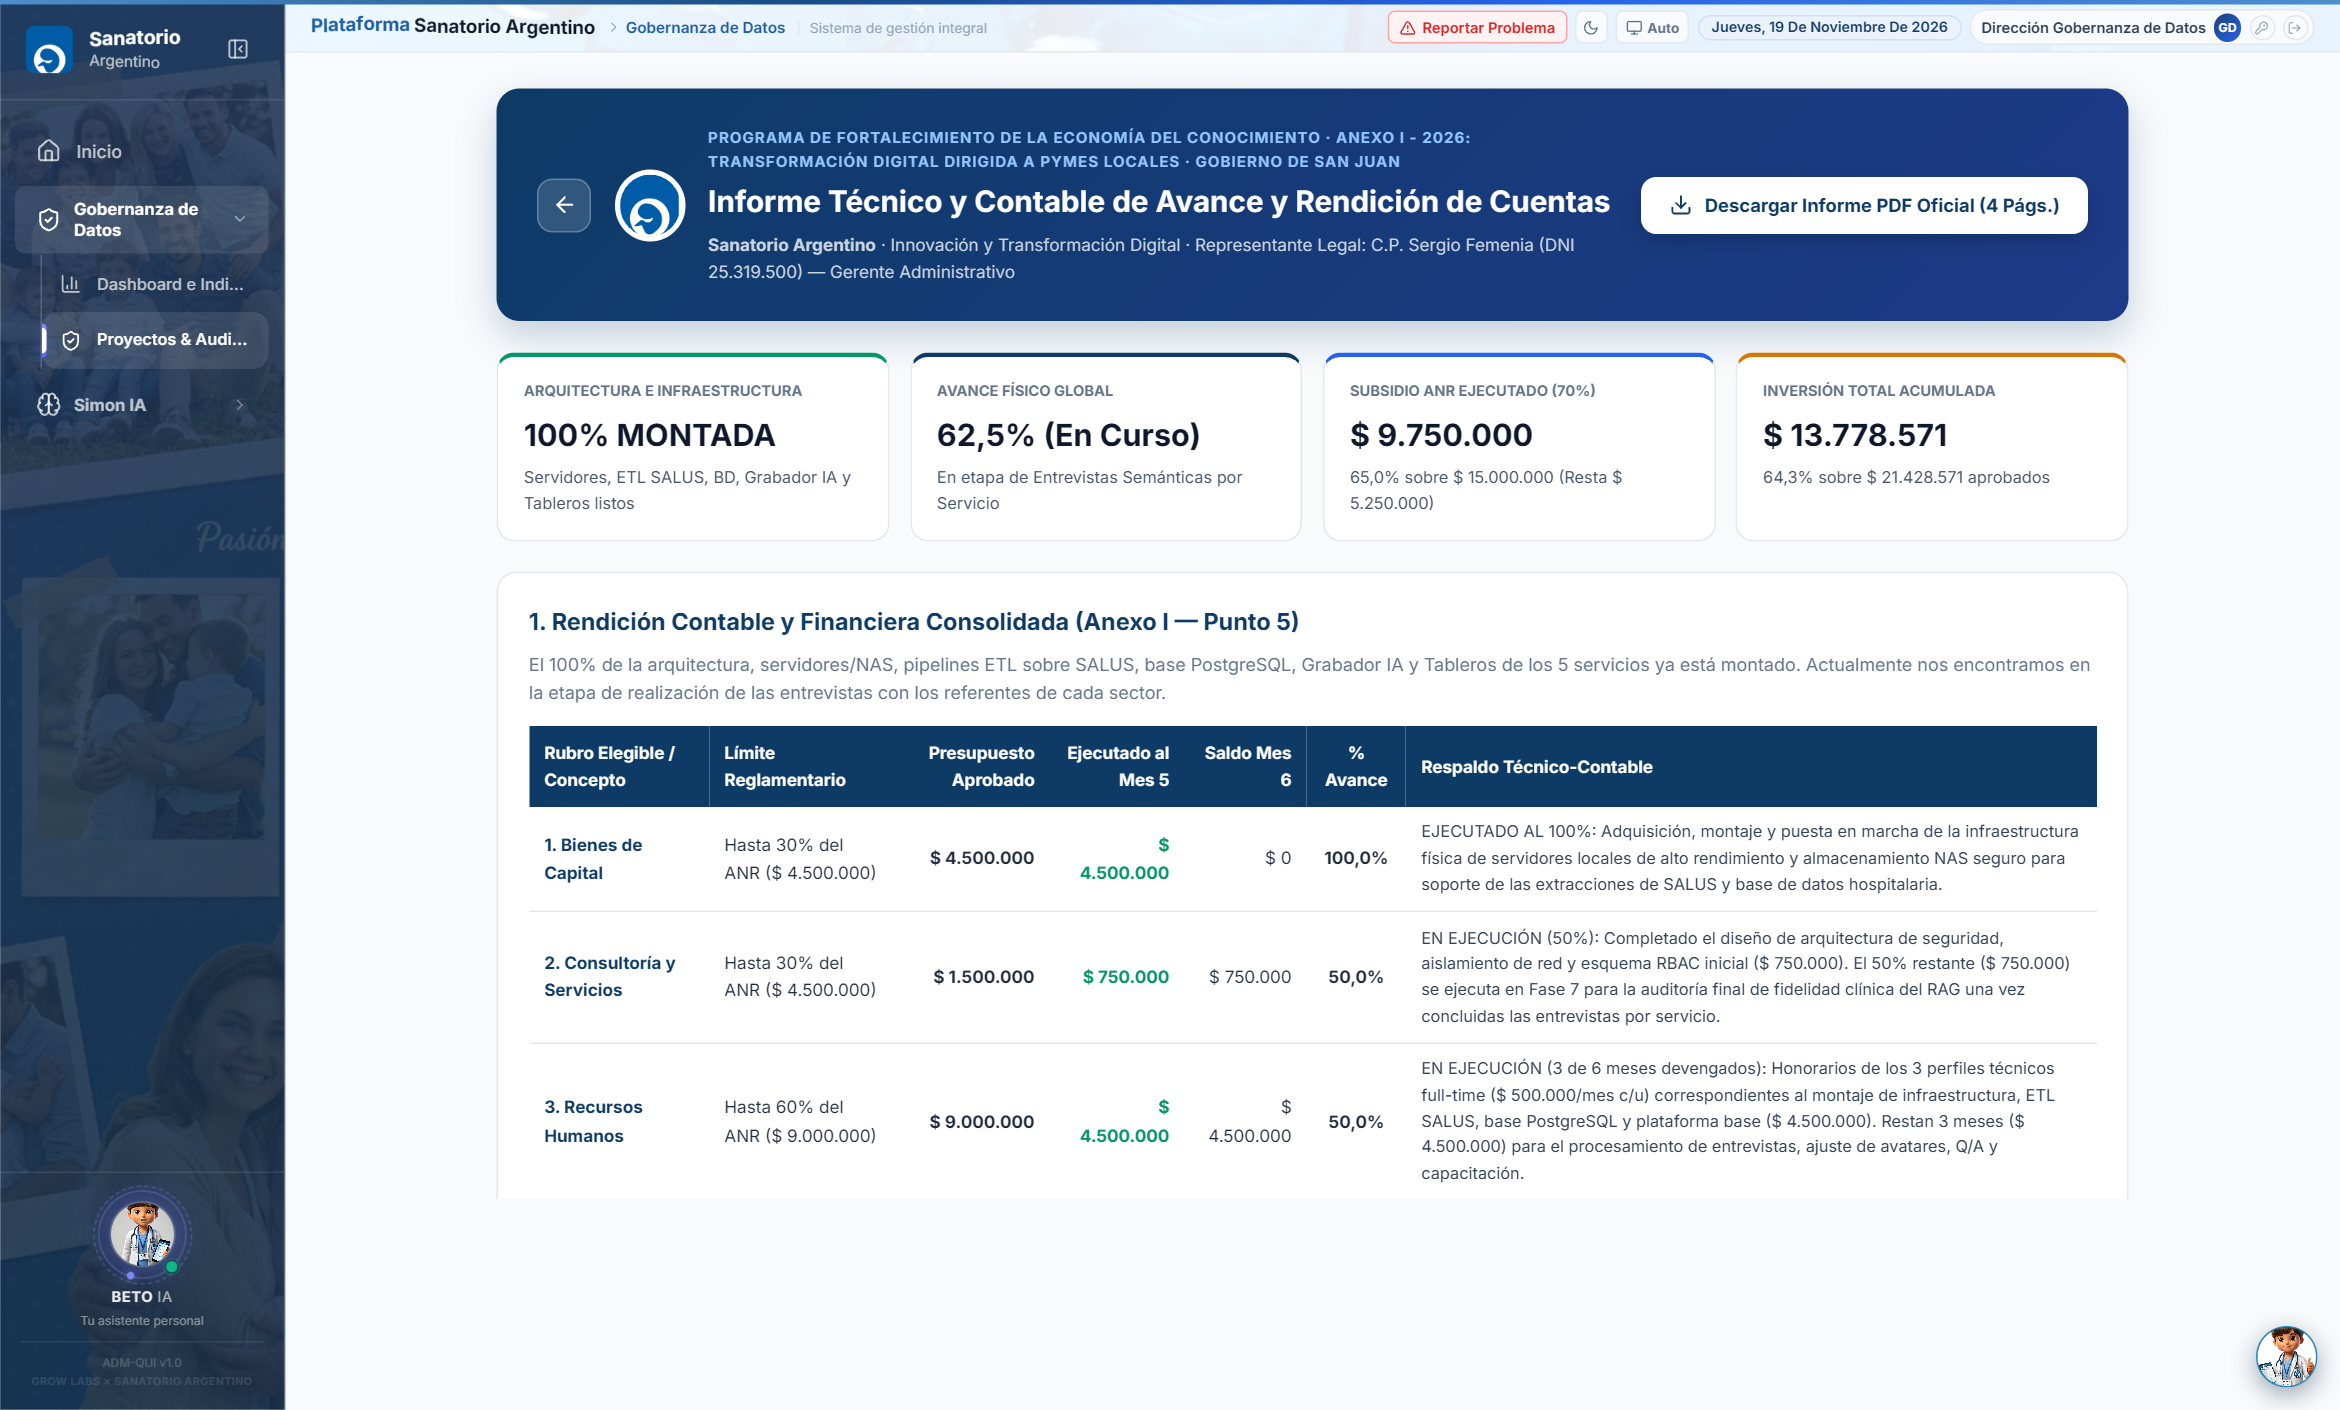 Sanatorio
Argentino
Inicio
Gobernanza de
Datos
Dashboard e Indi...
Proyectos & Audi...
Simon IA
Pasión
BETO IA
Tu asistente personal
ADM-QUI v1.0
GROW LABS × SANATORIO ARGENTINO
Plataforma Sanatorio Argentino > Gobernanza de Datos | Sistema de gestión integral
Reportar Problema
Auto
Jueves, 19 De Noviembre De 2026
Dirección Gobernanza de Datos GD
PROGRAMA DE FORTALECIMIENTO DE LA ECONOMÍA DEL CONOCIMIENTO · ANEXO I - 2026:
TRANSFORMACIÓN DIGITAL DIRIGIDA A PYMES LOCALES · GOBIERNO DE SAN JUAN
Informe Técnico y Contable de Avance y Rendición de Cuentas
Sanatorio Argentino · Innovación y Transformación Digital · Representante Legal: C.P. Sergio Femenia (DNI
25.319.500) — Gerente Administrativo
Descargar Informe PDF Oficial (4 Págs.)
ARQUITECTURA E INFRAESTRUCTURA
100% MONTADA
Servidores, ETL SALUS, BD, Grabador IA y
Tableros listos
AVANCE FÍSICO GLOBAL
62,5% (En Curso)
En etapa de Entrevistas Semánticas por
Servicio
SUBSIDIO ANR EJECUTADO (70%)
$ 9.750.000
65,0% sobre $ 15.000.000 (Resta $
5.250.000)
INVERSIÓN TOTAL ACUMULADA
$ 13.778.571
64,3% sobre $ 21.428.571 aprobados
1. Rendición Contable y Financiera Consolidada (Anexo I — Punto 5)
El 100% de la arquitectura, servidores/NAS, pipelines ETL sobre SALUS, base PostgreSQL, Grabador IA y Tableros de los 5 servicios ya está montado. Actualmente nos encontramos en
la etapa de realización de las entrevistas con los referentes de cada sector.
Rubro Elegible /
Concepto
Límite
Reglamentario
Presupuesto
Aprobado
Ejecutado al
Mes 5
Saldo Mes
6
%
Avance
Respaldo Técnico-Contable
1. Bienes de
Capital
Hasta 30% del
ANR ($ 4.500.000)
$ 4.500.000
$
4.500.000
$ 0
100,0%
EJECUTADO AL 100%: Adquisición, montaje y puesta en marcha de la infraestructura
física de servidores locales de alto rendimiento y almacenamiento NAS seguro para
soporte de las extracciones de SALUS y base de datos hospitalaria.
2. Consultoría y
Servicios
Hasta 30% del
ANR ($ 4.500.000)
$ 1.500.000
$ 750.000
$ 750.000
50,0%
EN EJECUCIÓN (50%): Completado el diseño de arquitectura de seguridad,
aislamiento de red y esquema RBAC inicial ($ 750.000). El 50% restante ($ 750.000)
se ejecuta en Fase 7 para la auditoría final de fidelidad clínica del RAG una vez
concluidas las entrevistas por servicio.
3. Recursos
Humanos
Hasta 60% del
ANR ($ 9.000.000)
$ 9.000.000
$
4.500.000
$
4.500.000
50,0%
EN EJECUCIÓN (3 de 6 meses devengados): Honorarios de los 3 perfiles técnicos
full-time ($ 500.000/mes c/u) correspondientes al montaje de infraestructura, ETL
SALUS, base PostgreSQL y plataforma base ($ 4.500.000). Restan 3 meses ($
4.500.000) para el procesamiento de entrevistas, ajuste de avatares, Q/A y
capacitación.